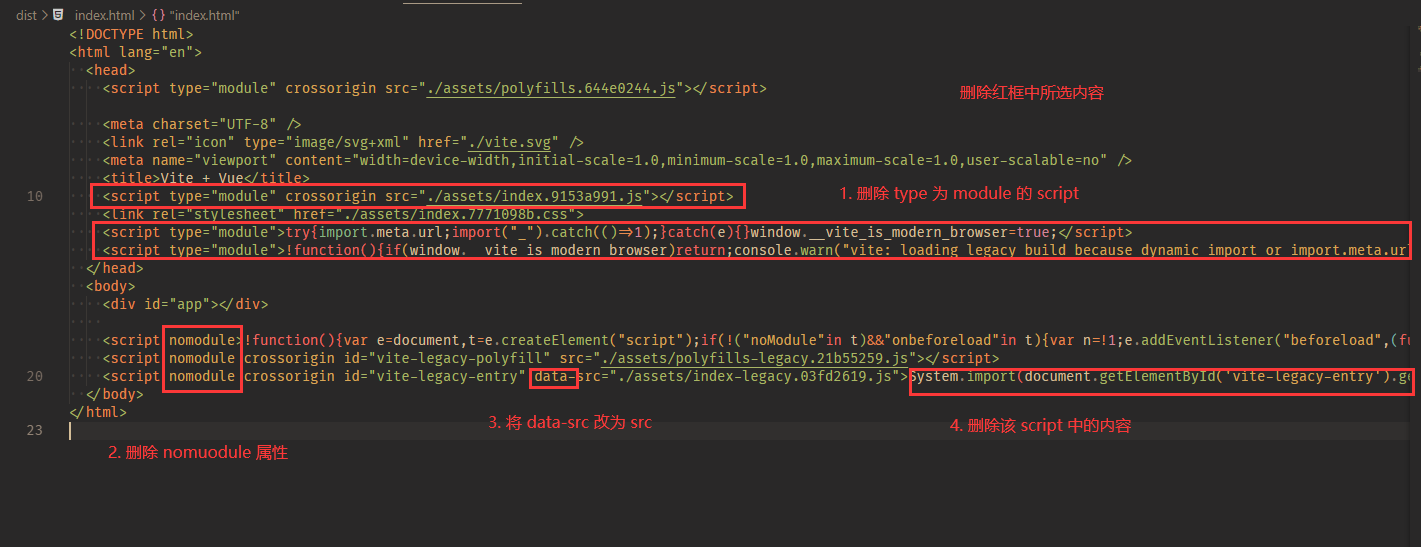 dist > index.html > {} "index.html"
<!DOCTYPE html>
<html lang="en">
<head>
<script type="module" crossorigin src="./assets/polyfills.644e0244.js"></script>
删除红框中所选内容
<meta charset="UTF-8" />
<link rel="icon" type="image/svg+xml" href="./vite.svg" />
<meta name="viewport" content="width=device-width,initial-scale=1.0,minimum-scale=1.0,maximum-scale=1.0,user-scalable=no" />
<title>Vite + Vue</title>
10 <script type="module" crossorigin src="./assets/index.9153a991.js"></script>
1. 删除 type 为 module 的 script
<link rel="stylesheet" href="./assets/index.7771098b.css">
<script type="module">try{import.meta.url;import("_").catch(()=>1);}catch(e){}window.__vite_is_modern_browser=true;</script>
<script type="module">!function(){if(window.__vite_is_modern_browser)return;console.warn("vite: loading legacy build because dynamic import or import.meta.ur
</head>
<body>
<div id="app"></div>
<script nomodule>!function(){var e=document,t=e.createElement("script");if(!("noModule"in t)&&"onbeforeload"in t){var n=!1;e.addEventListener("beforeload",(fu
<script nomodule crossorigin id="vite-legacy-polyfill" src="./assets/polyfills-legacy.21b55259.js"></script>
20 <script nomodule crossorigin id="vite-legacy-entry" data-src="./assets/index-legacy.03fd2619.js">System.import(document.getElementById('vite-legacy-entry').ge
</body>
</html>
3. 将 data-src 改为 src
4. 删除该 script 中的内容
23
2. 删除 nomuodule 属性